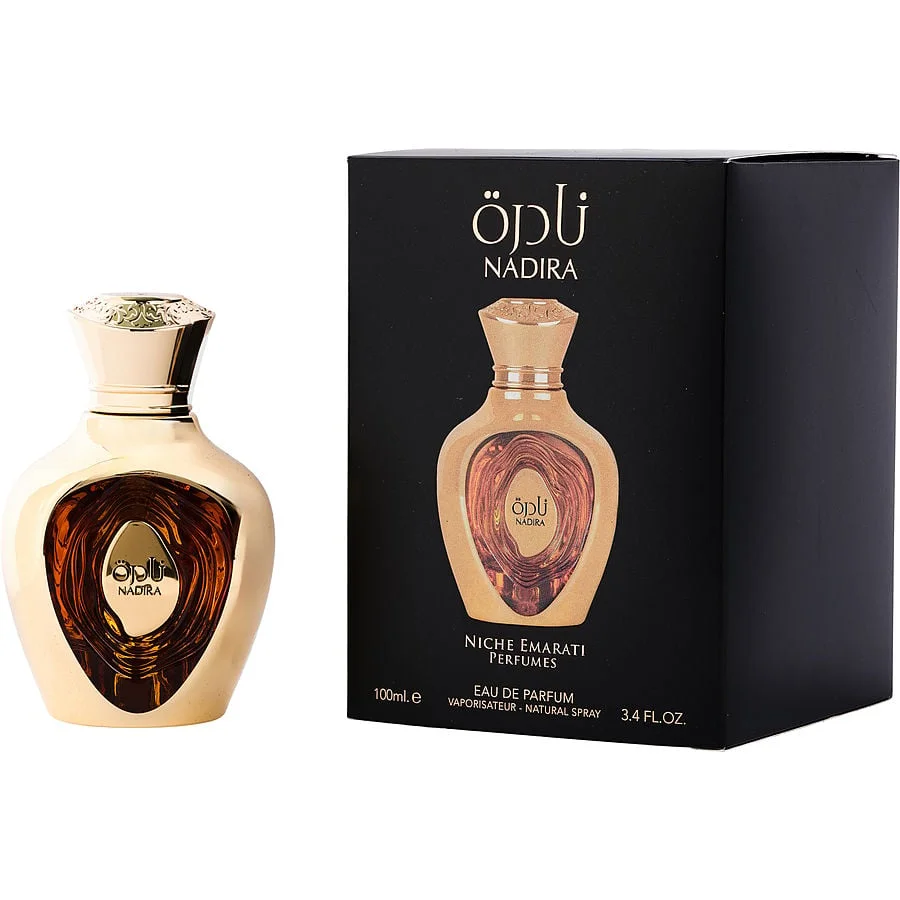 نادرة
NADIRA
نادرة
NADIRA
نادرة
NADIRA
NICHE EMARATI
PERFUMES
EAU DE PARFUM
VAPORISATEUR - NATURAL SPRAY
100ml. e
3.4 FL.OZ.